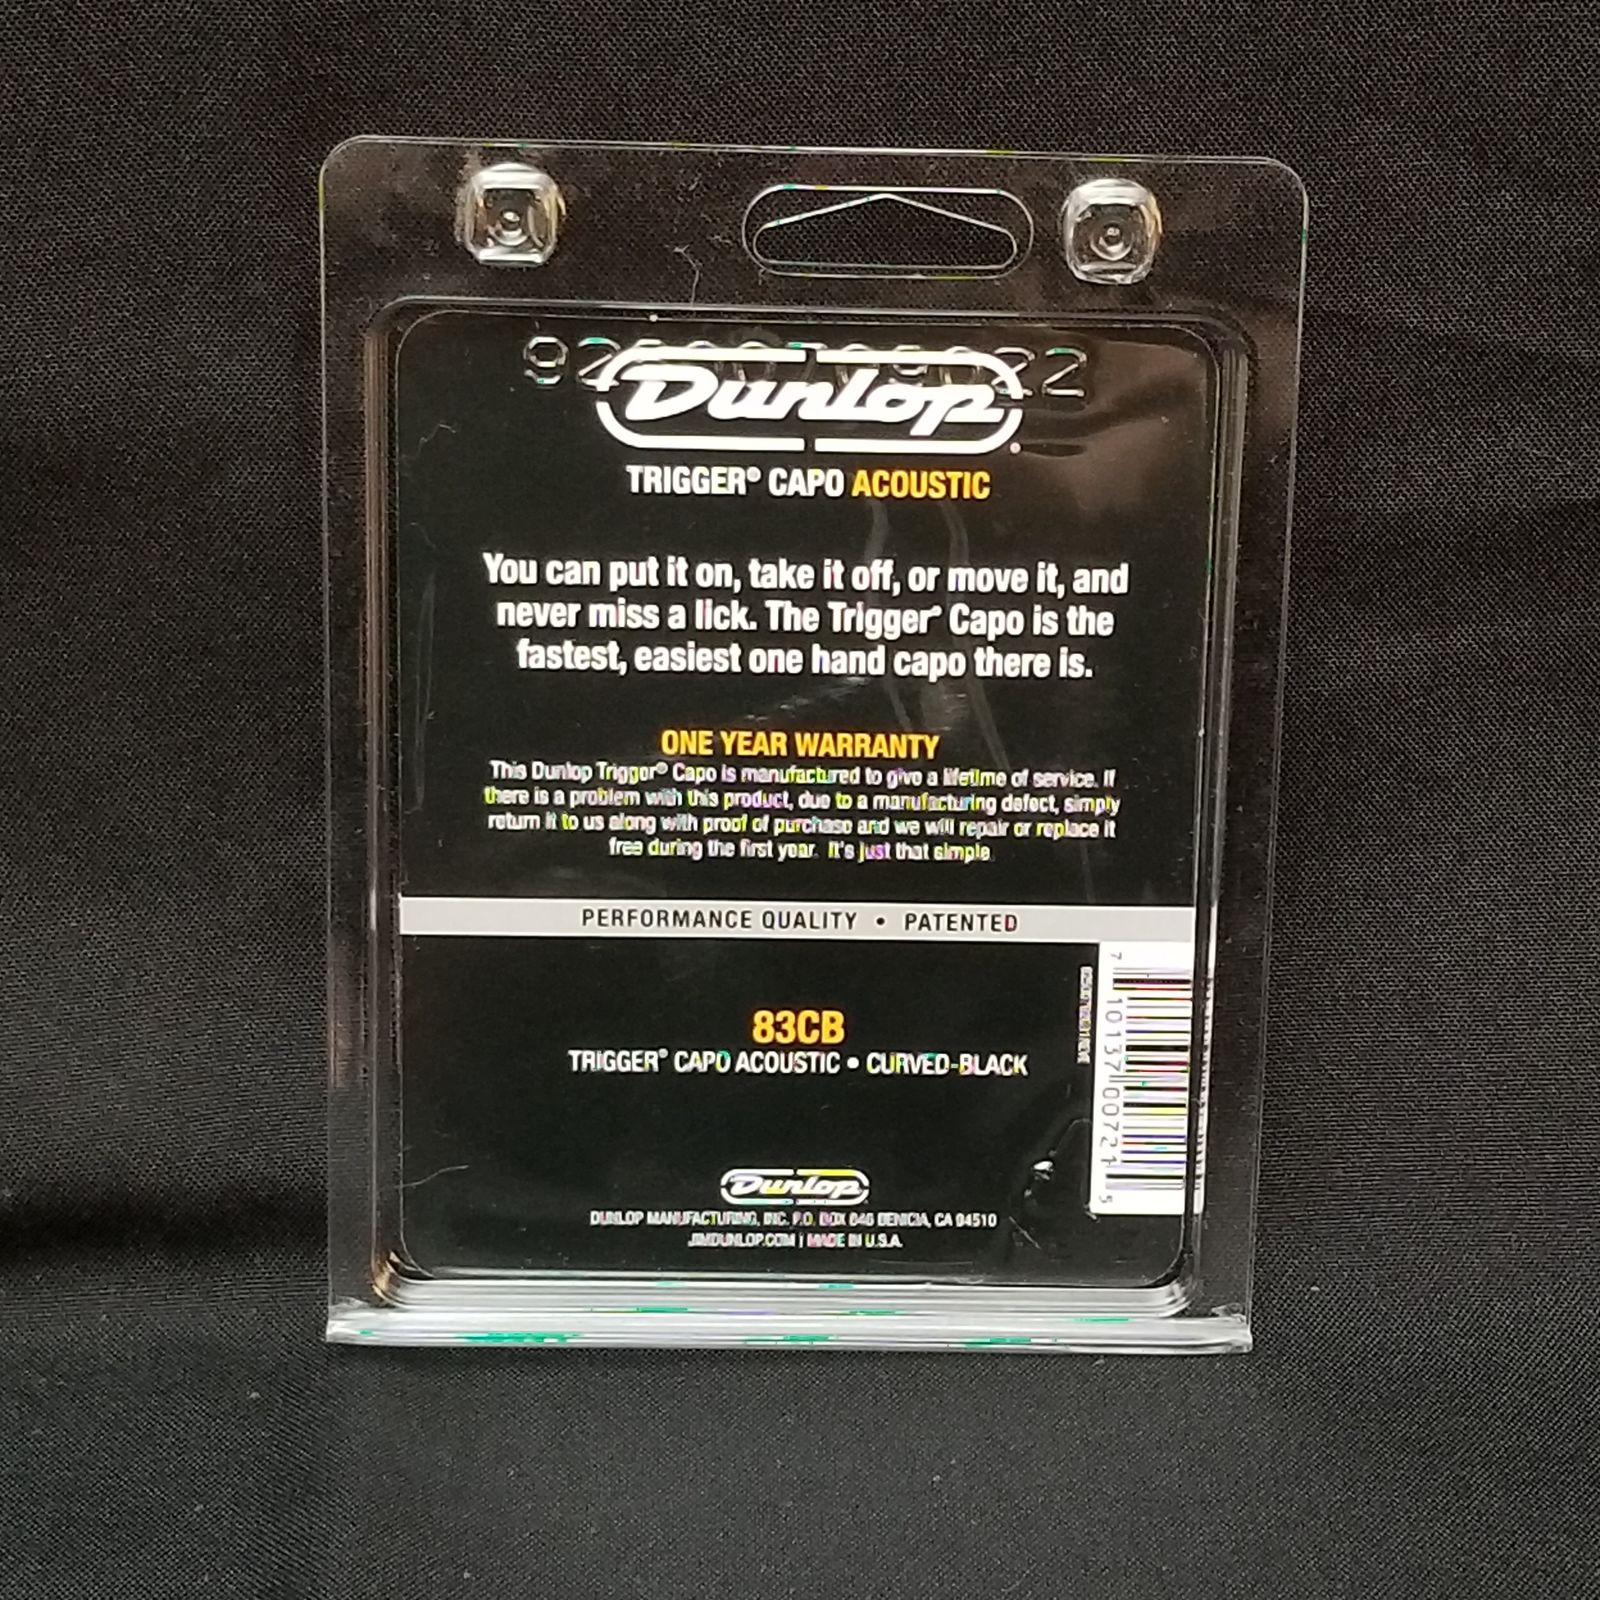 Dunlop
TRIGGER® CAPO ACOUSTIC
You can put it on, take it off, or move it, and
never miss a lick. The Trigger® Capo is the
fastest, easiest one hand capo there is.
ONE YEAR WARRANTY
This Dunlop Trigger® Capo is manufactured to give a lifetime of service. If
there is a problem with this product, due to a manufacturing defect, simply
return it to us along with proof of purchase and we will repair or replace it
free during the first year. It's just that simple.
PERFORMANCE QUALITY • PATENTED
7 10137 00721 5
83CB
TRIGGER® CAPO ACOUSTIC • CURVED-BLACK
Dunlop
DUNLOP MANUFACTURING, INC. P.O. BOX 846 BENICIA, CA 94510
JIMDUNLOP.COM | MADE IN U.S.A.